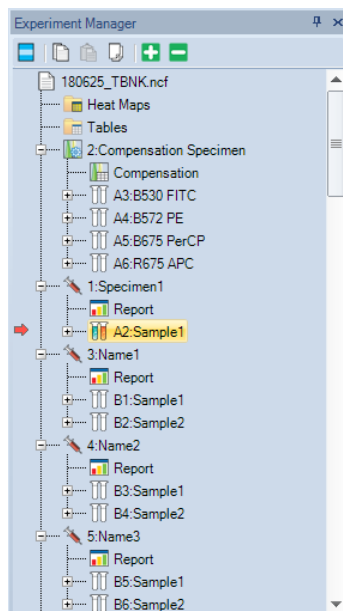 Experiment Manager
180625_TBNK.ncf
Heat Maps
Tables
2:Compensation Specimen
Compensation
A3:B530 FITC
A4:B572 PE
A5:B675 PerCP
A6:R675 APC
1:Specimen1
Report
A2:Sample1
3:Name1
Report
B1:Sample1
B2:Sample2
4:Name2
Report
B3:Sample1
B4:Sample2
5:Name3
Report
B5:Sample1
B6:Sample2